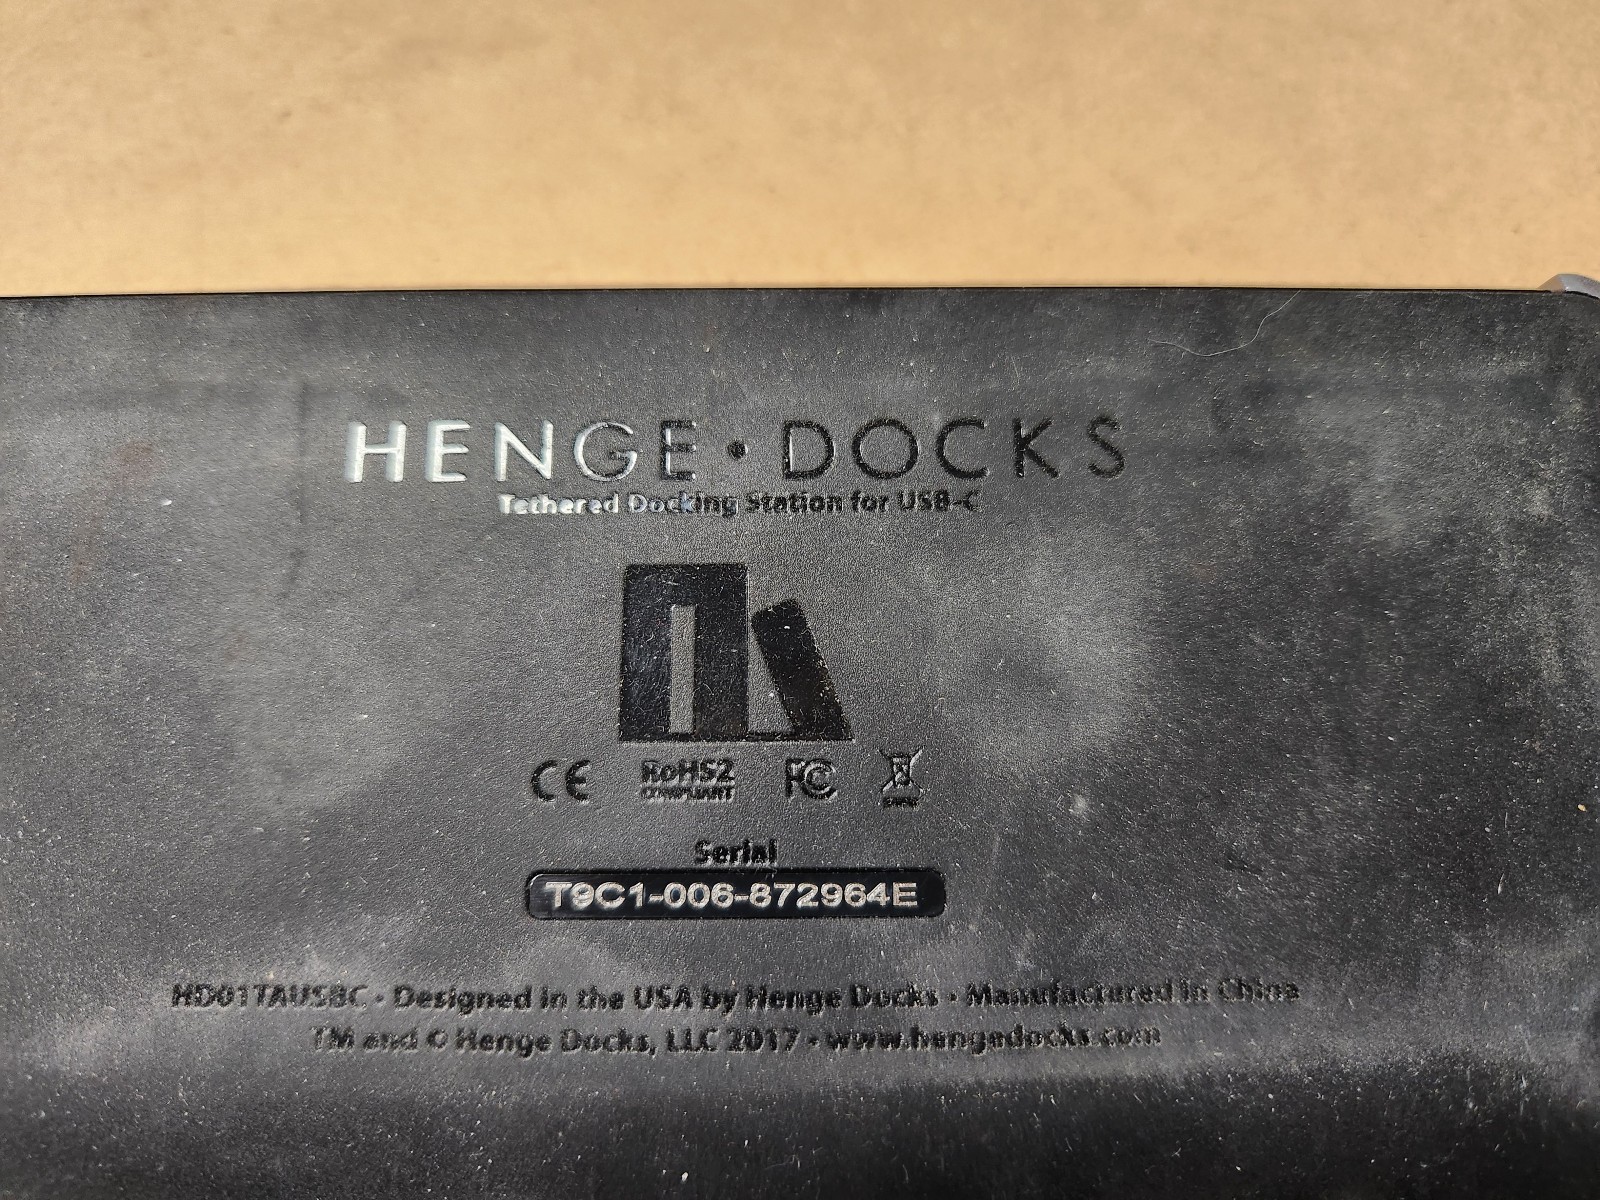 HENGE · DOCKS
Tethered Docking Station for USB-C
CE RoHS2 FC
COMPLIANT
Serial
T9C1-006-872964E
HD01TAUSBC · Designed in the USA by Henge Docks · Manufactured in China
TM and © Henge Docks, LLC 2017 · www.hengedocks.com